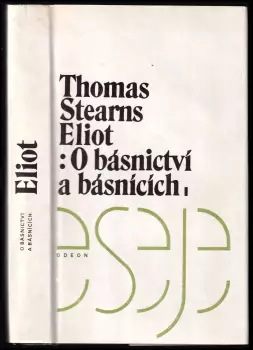 Thomas
Stearns
Eliot
: O básnictví
a básnících
eseje
ODEON
Eliot
O BÁSNICTVÍ
A BÁSNÍCÍCH